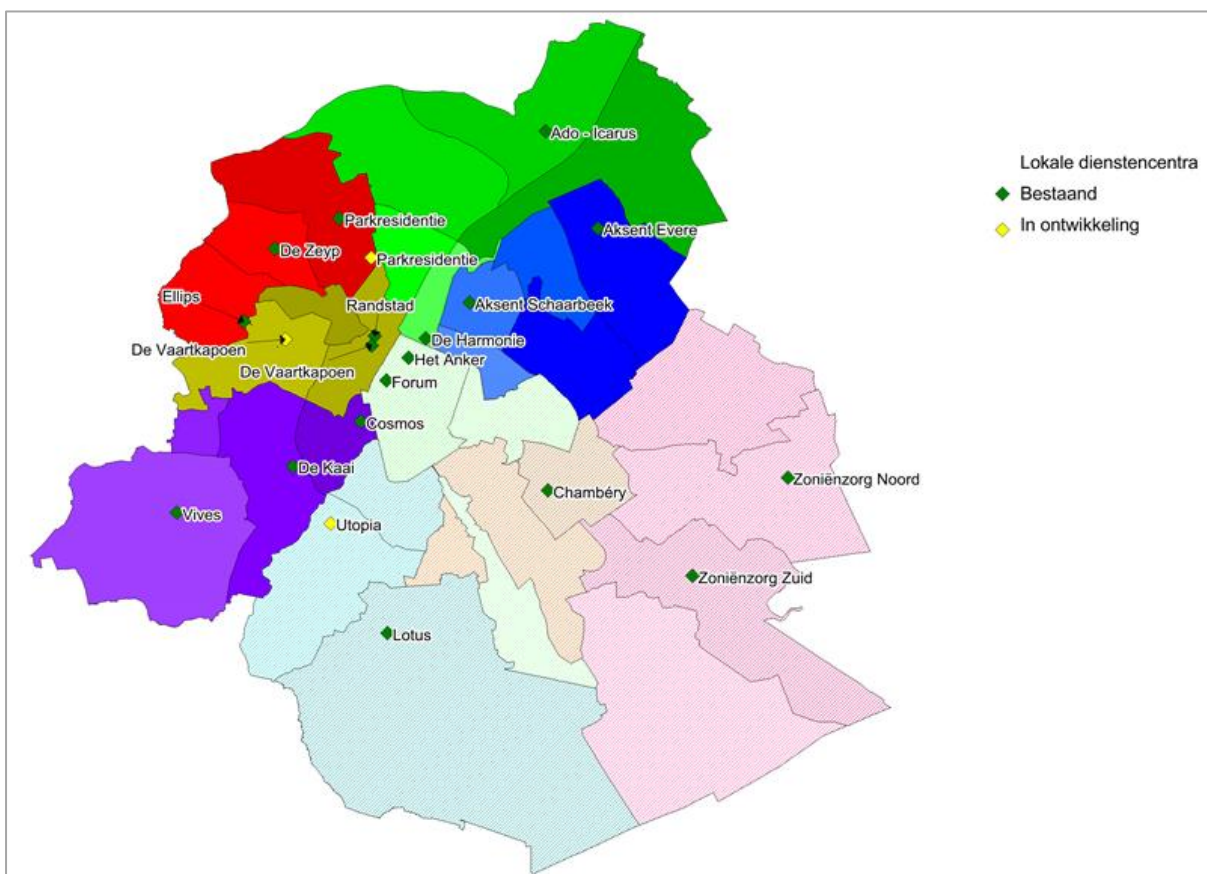 Ado - Icarus
Lokale dienstencentra
Bestaand
In ontwikkeling
Parkresidentie
Aksent Evere
De Zeyp
Parkresidentie
Ellips
Randstad
Aksent Schaarbeek
De Vaartkapoen
De Harmonie
Het Anker
De Vaartkapoen
Forum
Cosmos
De Kaai
Zoniënzorg Noord
Chambéry
Vives
Utopia
Zoniënzorg Zuid
Lotus